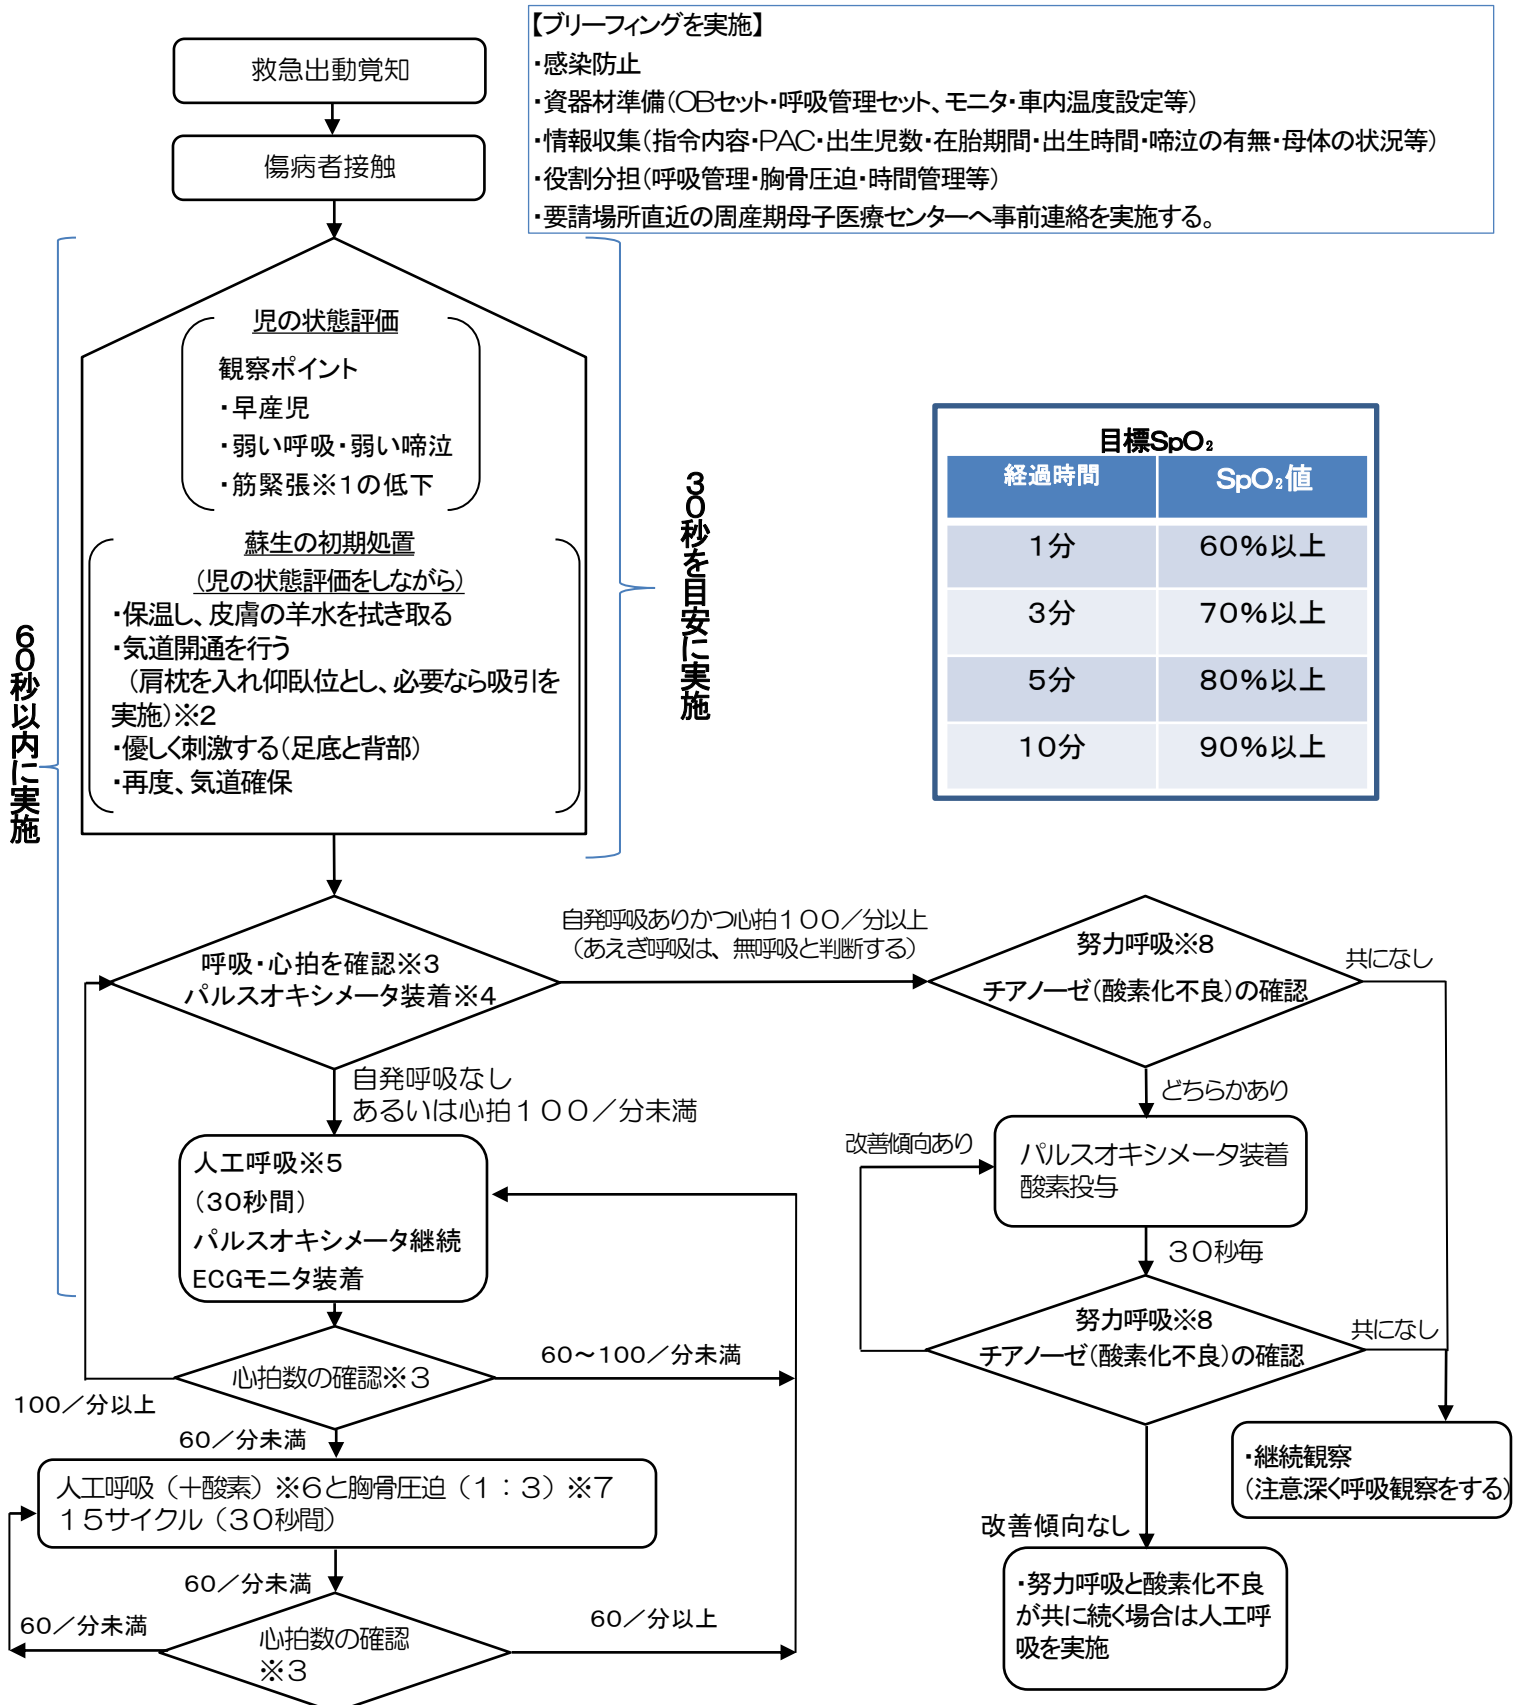 【ブリーフィングを実施】
・感染防止
・資器材準備(OBセット・呼吸管理セット、モニタ・車内温度設定等)
・情報収集(指令内容・PAC・出生児数・在胎期間・出生時間・啼泣の有無・母体の状況等)
・役割分担(呼吸管理・胸骨圧迫・時間管理等)
・要請場所直近の周産期母子医療センターへ事前連絡を実施する。
救急出動覚知
傷病者接触
児の状態評価
観察ポイント
・早産児
・弱い呼吸・弱い啼泣
・筋緊張※1の低下
蘇生の初期処置
(児の状態評価をしながら)
・保温し、皮膚の羊水を拭き取る
・気道開通を行う
(肩枕を入れ仰臥位とし、必要なら吸引を
実施)※2
・優しく刺激する(足底と背部)
・再度、気道確保
30秒を目安に実施
60秒以内に実施
目標SpO₂
経過時間 SpO₂値
1分 60%以上
3分 70%以上
5分 80%以上
10分 90%以上
呼吸・心拍を確認※3
パルスオキシメータ装着※4
自発呼吸ありかつ心拍100/分以上
(あえぎ呼吸は、無呼吸と判断する)
努力呼吸※8
チアノーゼ(酸素化不良)の確認
共になし
自発呼吸なし
あるいは心拍100/分未満
どちらかあり
人工呼吸※5
(30秒間)
パルスオキシメータ継続
ECGモニタ装着
改善傾向あり
パルスオキシメータ装着
酸素投与
30秒毎
努力呼吸※8
チアノーゼ(酸素化不良)の確認
共になし
心拍数の確認※3
60~100/分未満
100/分以上
60/分未満
人工呼吸(+酸素)※6と胸骨圧迫(1:3)※7
15サイクル(30秒間)
・継続観察
(注意深く呼吸観察をする)
改善傾向なし
・努力呼吸と酸素化不良
が共に続く場合は人工呼
吸を実施
60/分未満
60/分未満
60/分以上
心拍数の確認
※3